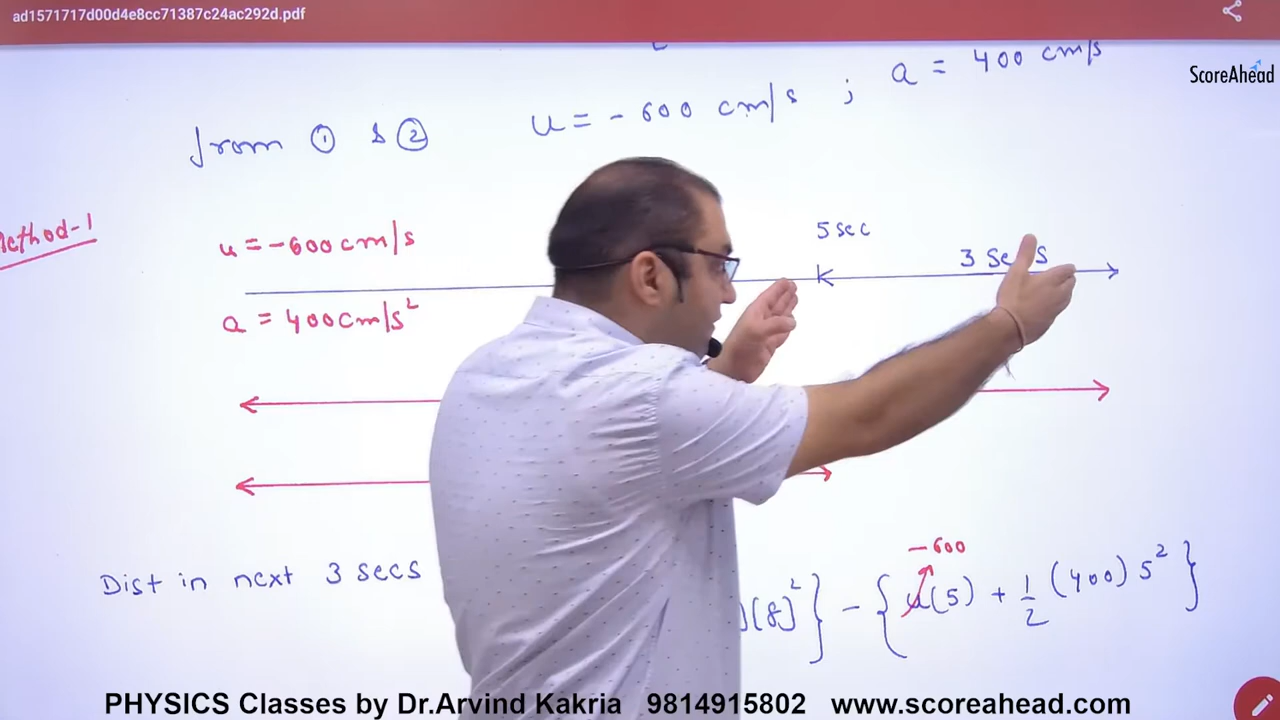 ad1571717d00d4e8cc71387c24ac292d.pdf
ScoreAhead
a = 400 cm/s
from ① & ② u = - 600 cm/s ;
Method-1
u = -600 cm/s
5 sec
3 Se s
a = 400 cm/s²
- 600
Dist in next 3 secs
)(8)² } - { u(5) + 1/2 (400) 5² }
PHYSICS Classes by Dr.Arvind Kakria 9814915802 www.scoreahead.com